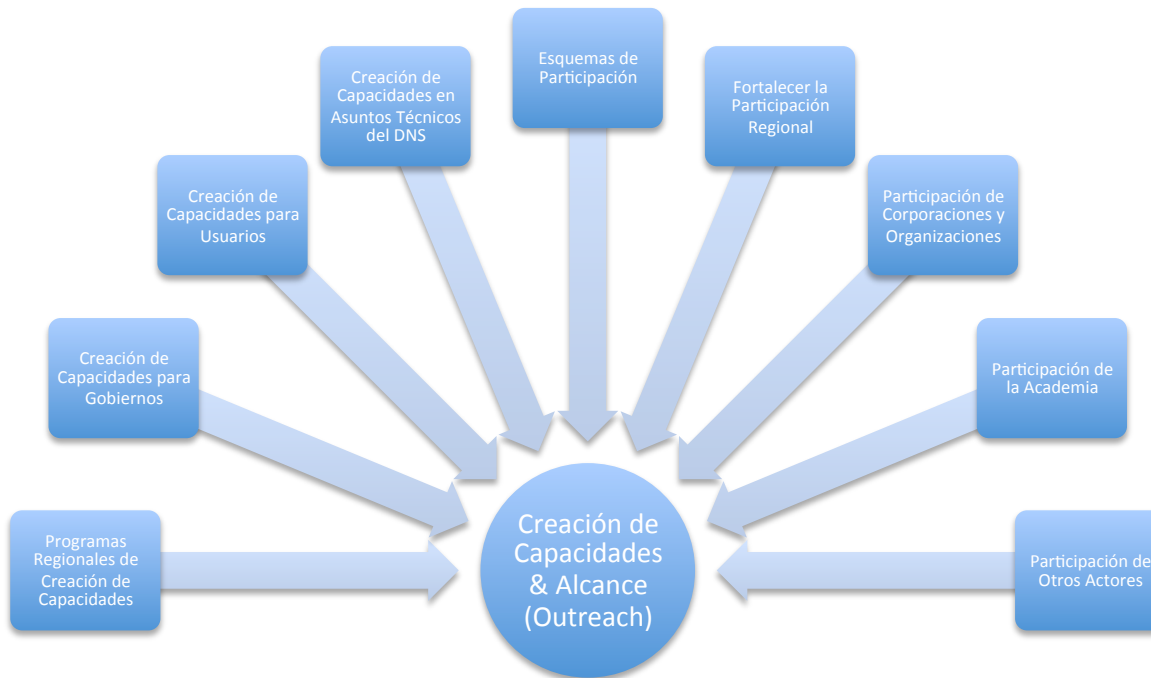 Esquemas de
Participación
Creación de
Capacidades en
Asuntos Técnicos
del DNS
Fortalecer la
Participación
Regional
Creación de
Capacidades para
Usuarios
Participación de
Corporaciones y
Organizaciones
Creación de
Capacidades para
Gobiernos
Participación de
la Academia
Programas
Regionales de
Creación de
Capacidades
Creación de
Capacidades
& Alcance
(Outreach)
Participación de
Otros Actores